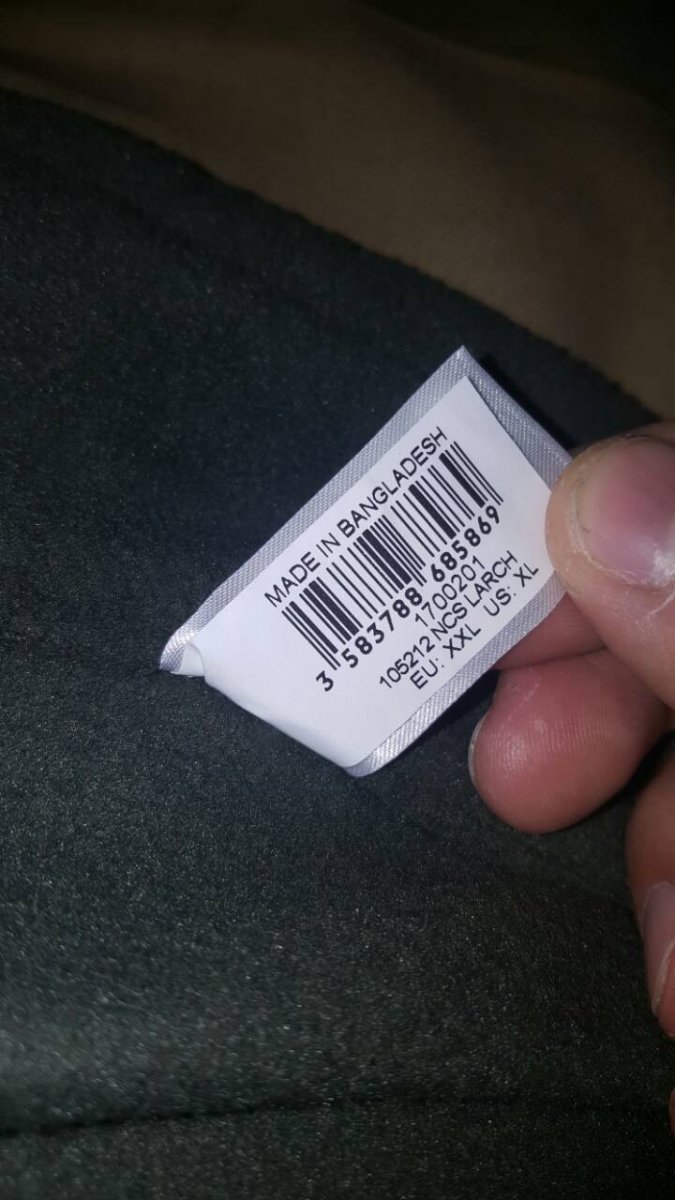 MADE IN BANGLADESH
3 583788 685869
1700201
105212 NCS LARCH
EU: XXL US: XL